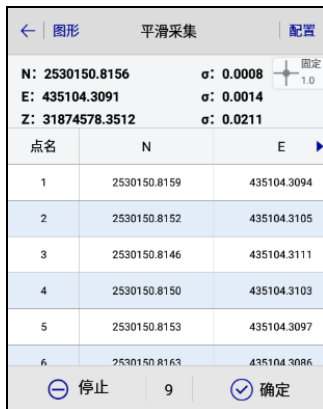 ← 图形 平滑采集 配置
N: 2530150.8156 σ: 0.0008 固定
E: 435104.3091 σ: 0.0014 1.0
Z: 31874578.3512 σ: 0.0211
点名 N E
1 2530150.8159 435104.3094
2 2530150.8152 435104.3105
3 2530150.8146 435104.3111
4 2530150.8150 435104.3103
5 2530150.8153 435104.3097
6 2530150.8163 435104.3086
停止 9 确定